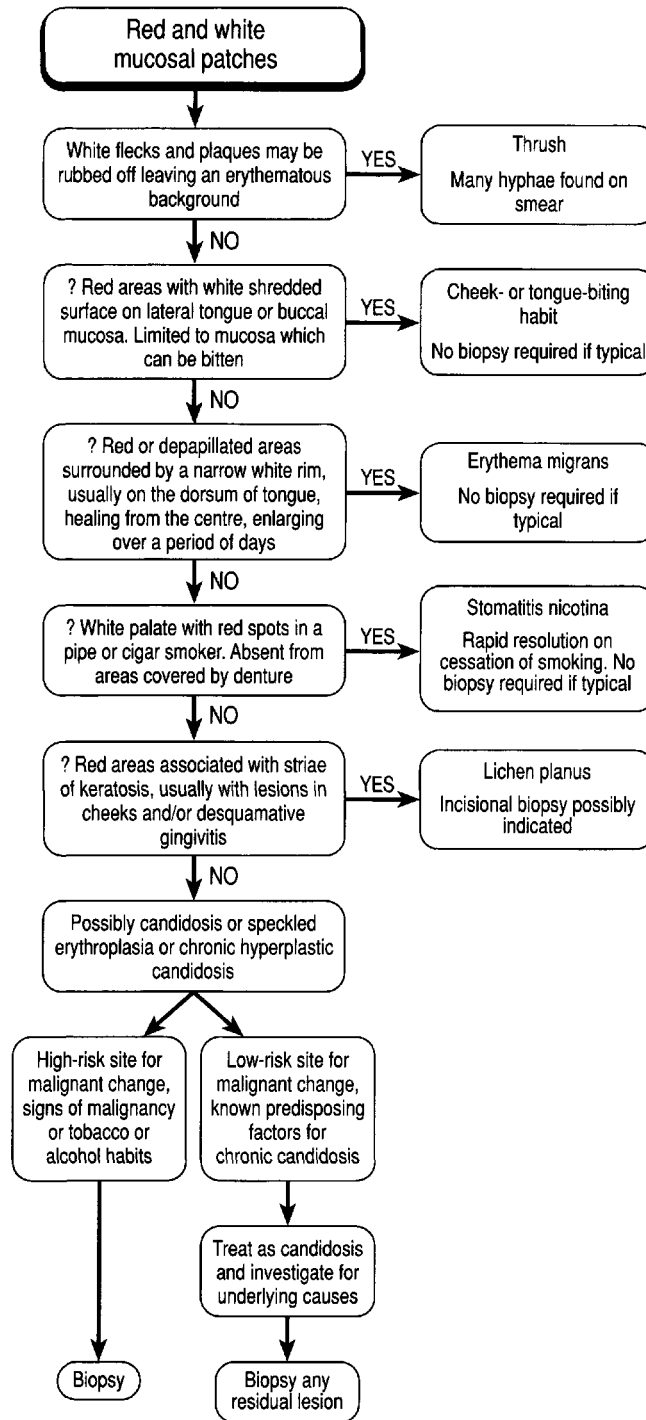 Red and white
mucosal patches
White flecks and plaques may be
rubbed off leaving an erythematous
background
YES
Thrush
Many hyphae found on
smear
NO
? Red areas with white shredded
surface on lateral tongue or buccal
mucosa. Limited to mucosa which
can be bitten
YES
Cheek- or tongue-biting
habit
No biopsy required if typical
NO
? Red or depapillated areas
surrounded by a narrow white rim,
usually on the dorsum of tongue,
healing from the centre, enlarging
over a period of days
YES
Erythema migrans
No biopsy required if
typical
NO
? White palate with red spots in a
pipe or cigar smoker. Absent from
areas covered by denture
YES
Stomatitis nicotina
Rapid resolution on
cessation of smoking. No
biopsy required if typical
NO
? Red areas associated with striae
of keratosis, usually with lesions in
cheeks and/or desquamative
gingivitis
YES
Lichen planus
Incisional biopsy possibly
indicated
NO
Possibly candidosis or speckled
erythroplasia or chronic hyperplastic
candidosis
High-risk site for
malignant change,
signs of malignancy
or tobacco or
alcohol habits
Low-risk site for
malignant change,
known predisposing
factors for
chronic candidosis
Treat as candidosis
and investigate for
underlying causes
Biopsy
Biopsy any
residual lesion